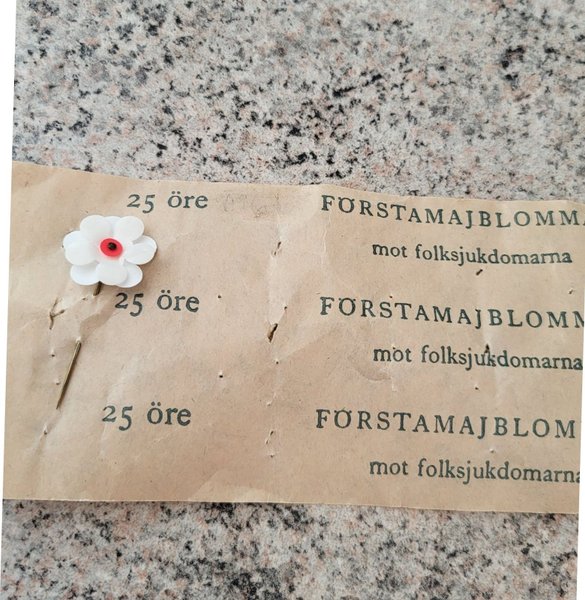 25 öre FÖRSTAMAJBLOMMA
mot folksjukdomarna
25 öre FÖRSTAMAJBLOMM
mot folksjukdomarna
25 öre FÖRSTAMAJBLOM
mot folksjukdomarna